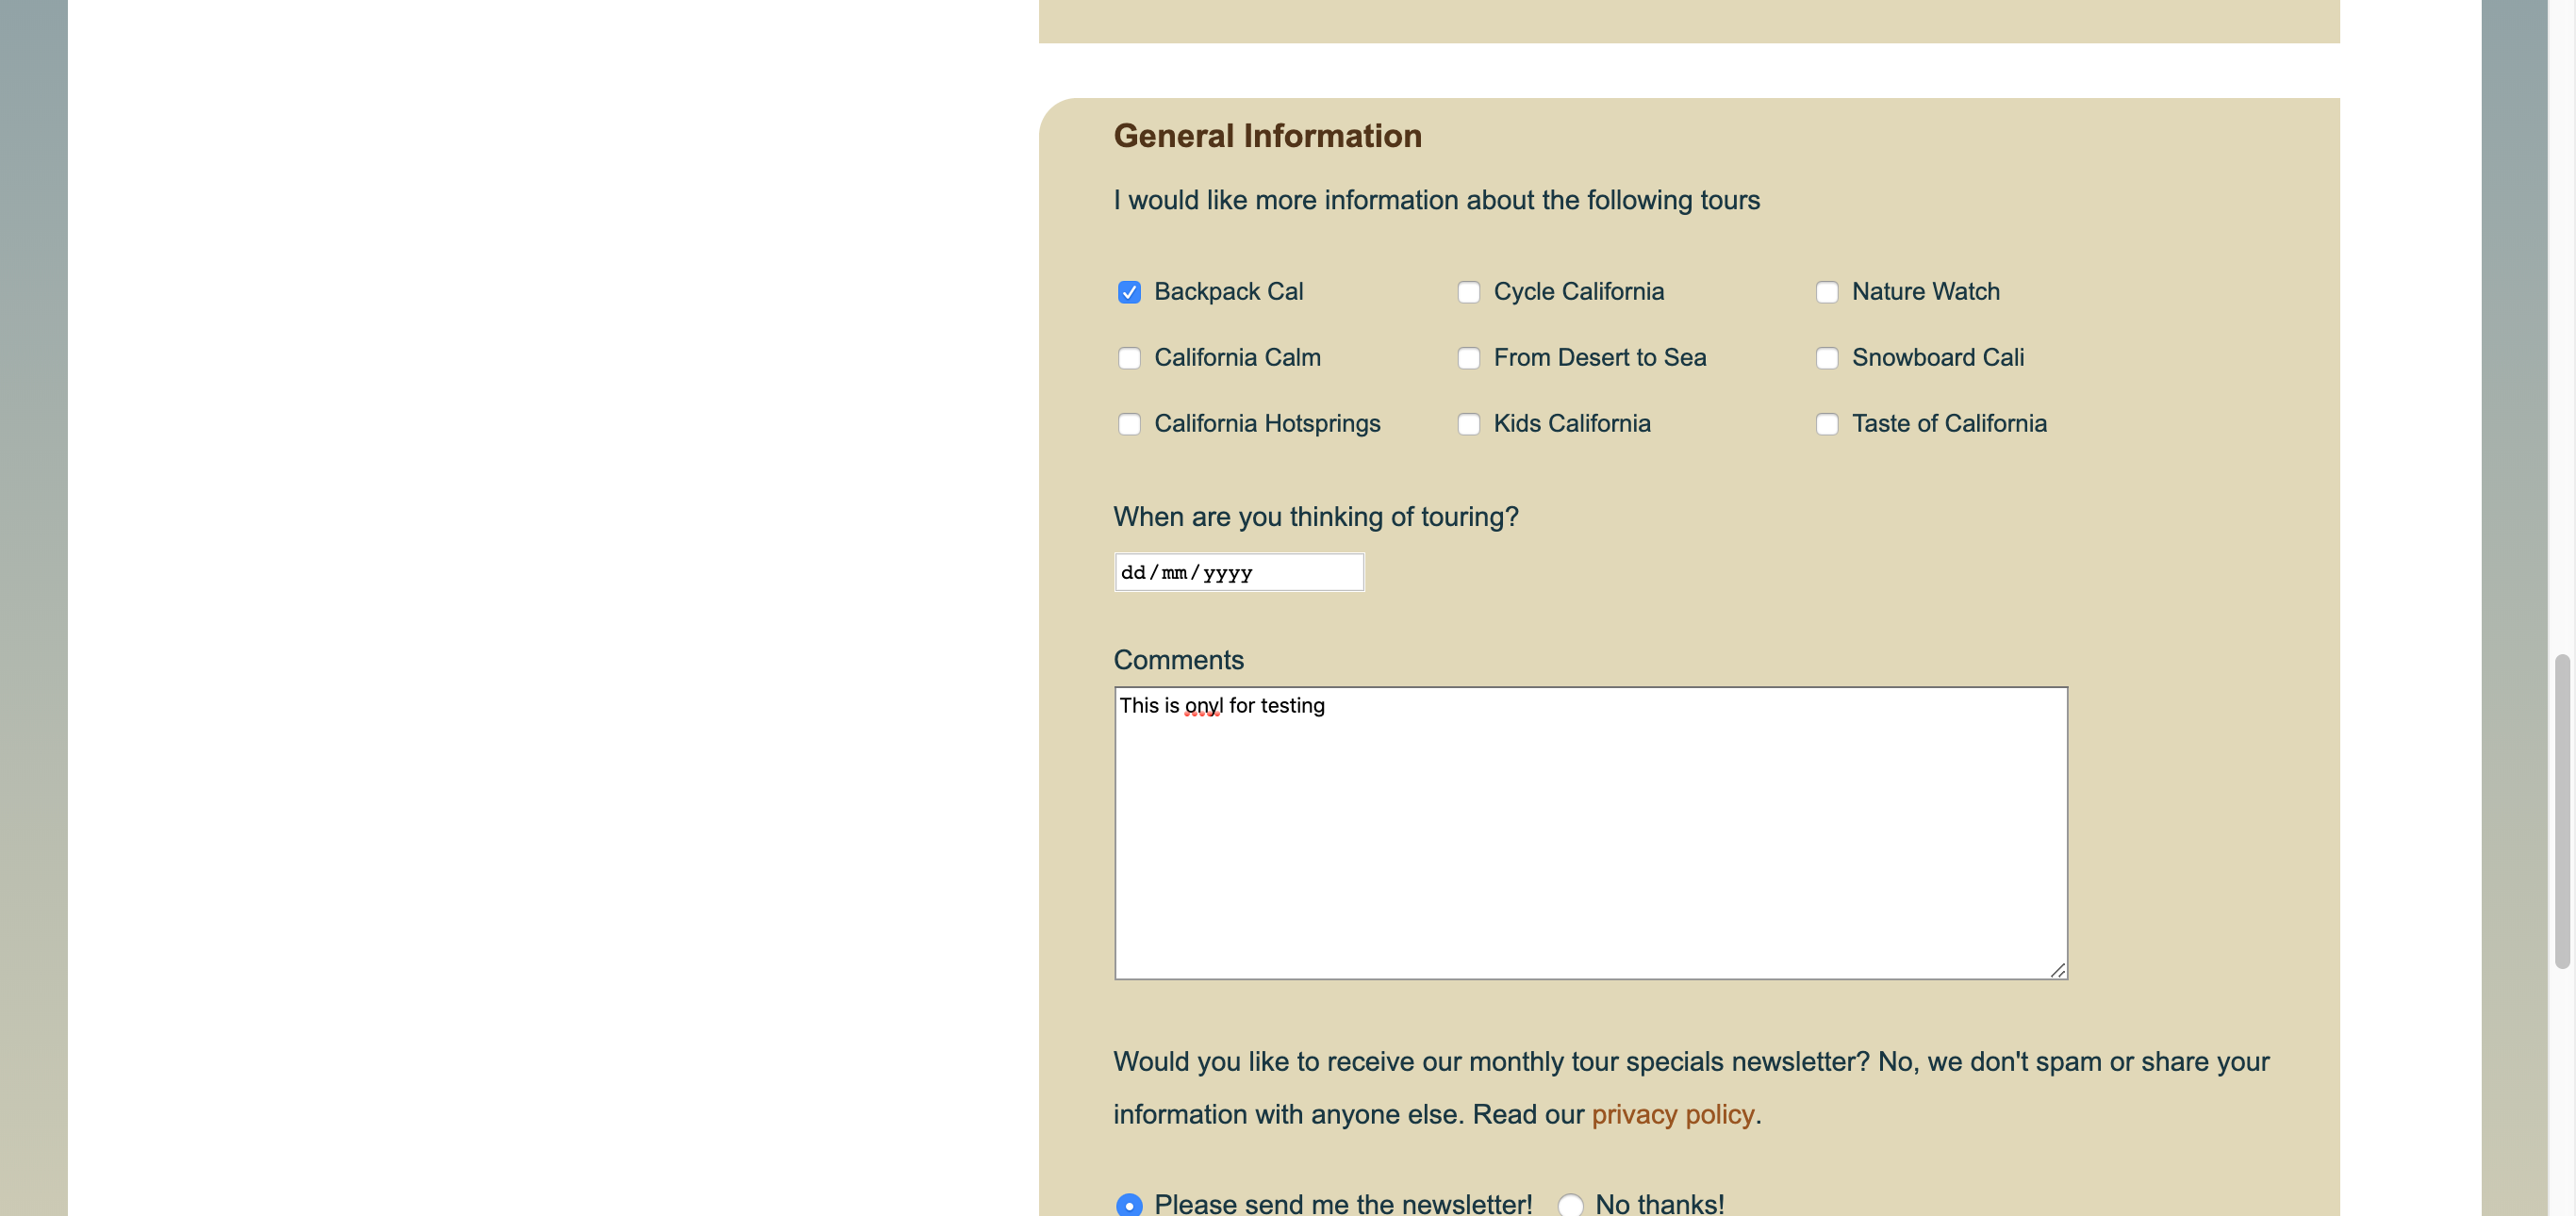 General Information
I would like more information about the following tours
Backpack Cal Cycle California Nature Watch
California Calm From Desert to Sea Snowboard Cali
California Hotsprings Kids California Taste of California
When are you thinking of touring?
dd/mm/yyyy
Comments
This is onyl for testing
Would you like to receive our monthly tour specials newsletter? No, we don't spam or share your
information with anyone else. Read our privacy policy.
Please send me the newsletter! No thanks!